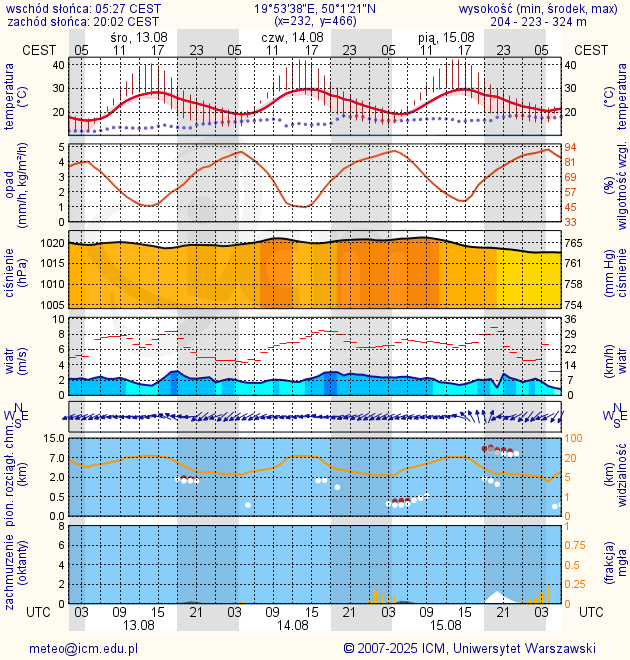 wschód słońca: 05:27 CEST 19°53'38"E, 50°1'21"N wysokość (min, środek, max)
zachód słońca: 20:02 CEST (x=232, y=466) 204 - 223 - 324 m
śro, 13.08 czw, 14.08 pią, 15.08
CEST 05 11 17 23 05 11 17 23 05 11 17 23 05 CEST
temperatura (°C) 40 30 20 40 30 20 (°C) temperatura
opad (mm/h, kg/m²/h) 5 4 3 2 1 0 94 81 69 57 45 33 (%) wilgotność wzgl.
ciśnienie (hPa) 1020 1015 1010 1005 765 761 758 754 (mm Hg) ciśnienie
wiatr (m/s) 10 8 6 4 2 0 36 29 22 14 7 0 (km/h) wiatr
N W E S N W E S
pion. rozciągł. chm. (km) 15.0 7.0 2.0 0.5 0.0 100 20 5 1 0 (km) widzialność
zachmurzenie (oktanty) 8 6 4 2 0 1 0.75 0.5 0.25 0 (frakcja) mgła
UTC 03 09 15 21 03 09 15 21 03 09 15 21 03 UTC
13.08 14.08 15.08
meteo@icm.edu.pl © 2007-2025 ICM, Uniwersytet Warszawski